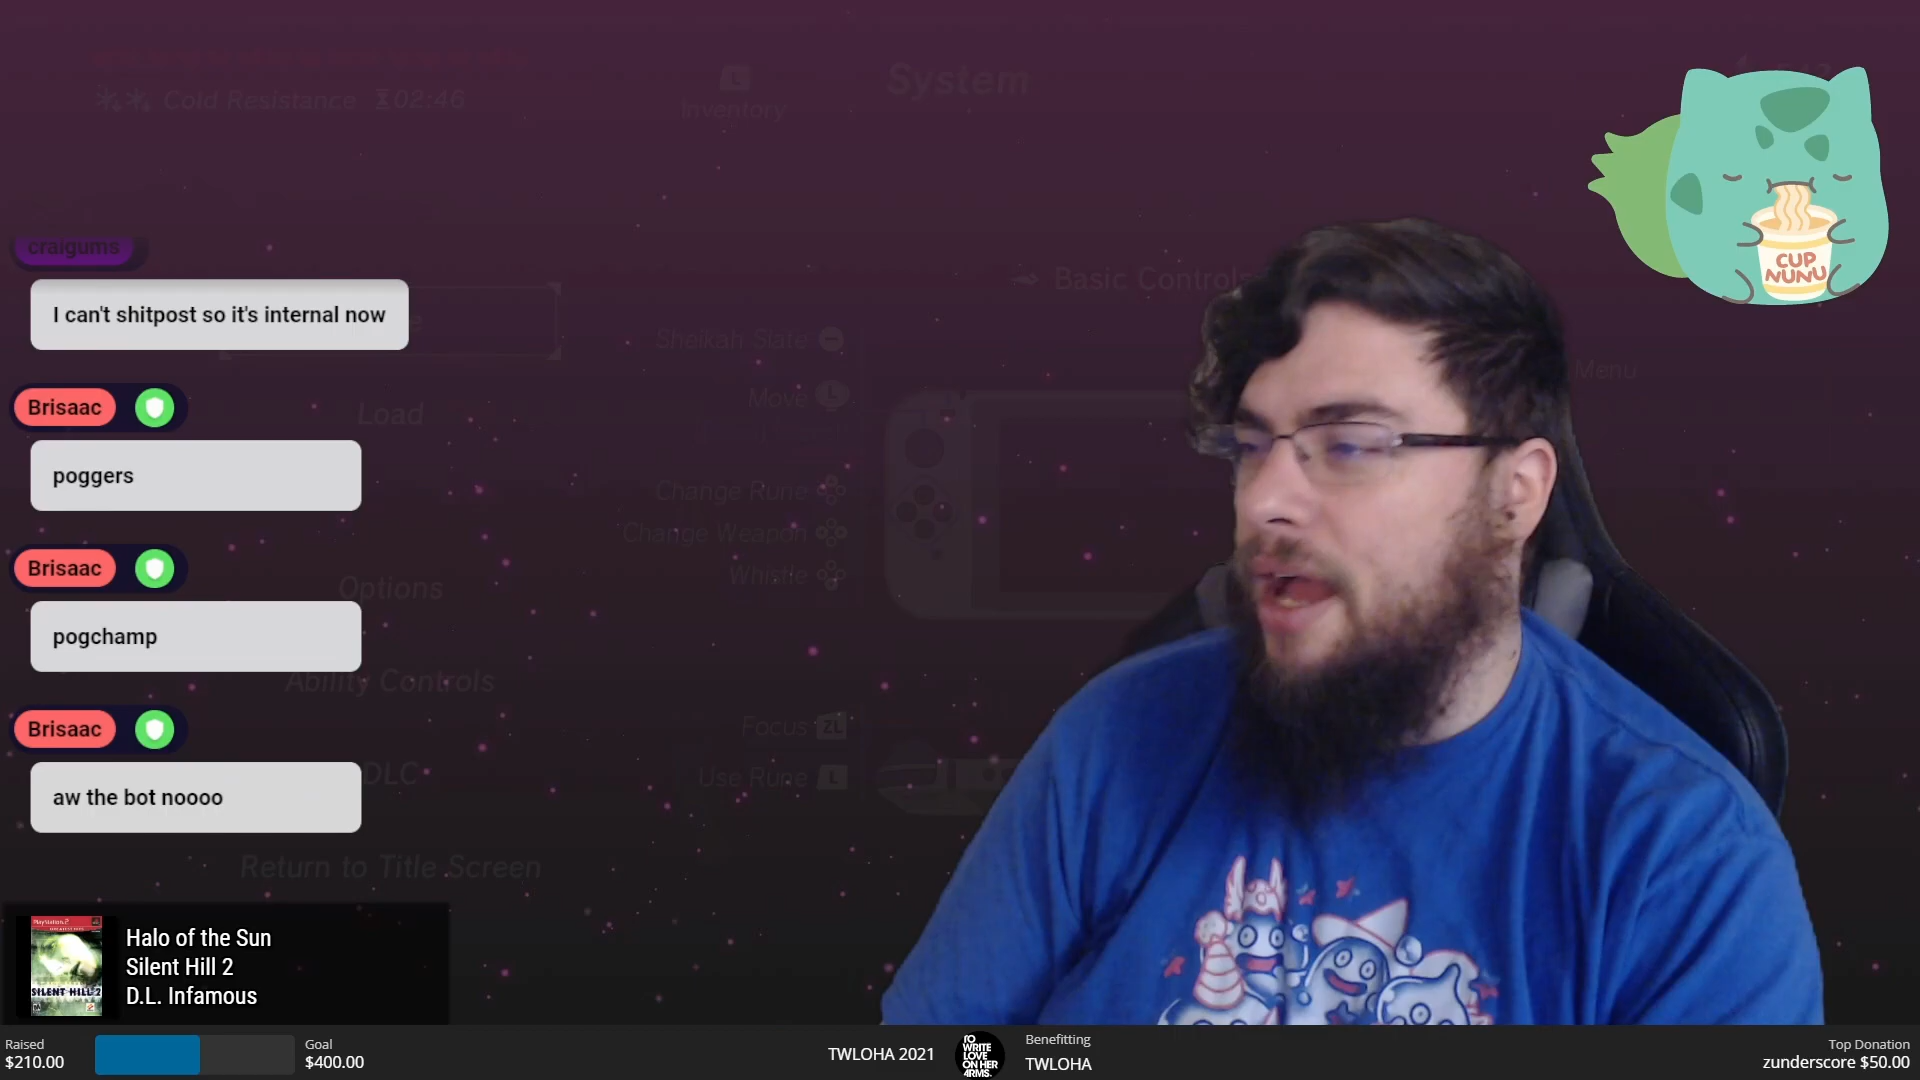 Cold Resistance 02:46
L
Inventory
System
craigums
I can't shitpost so it's internal now
Brisaac
poggers
Brisaac
pogchamp
Brisaac
aw the bot noooo
Load
Options
Ability Controls
DLC
Return to Title Screen
Basic Controls
Sheikah Slate
Move L
Change Rune
Change Weapon
Whistle
Focus ZL
Use Rune L
Menu
CUP
NUNU
PlayStation 2
SILENT HILL 2
Halo of the Sun
Silent Hill 2
D.L. Infamous
Raised
$210.00
Goal
$400.00
TWLOHA 2021
TO
WRITE
LOVE
ON HER
ARMS.
Benefitting
TWLOHA
Top Donation
zunderscore $50.00